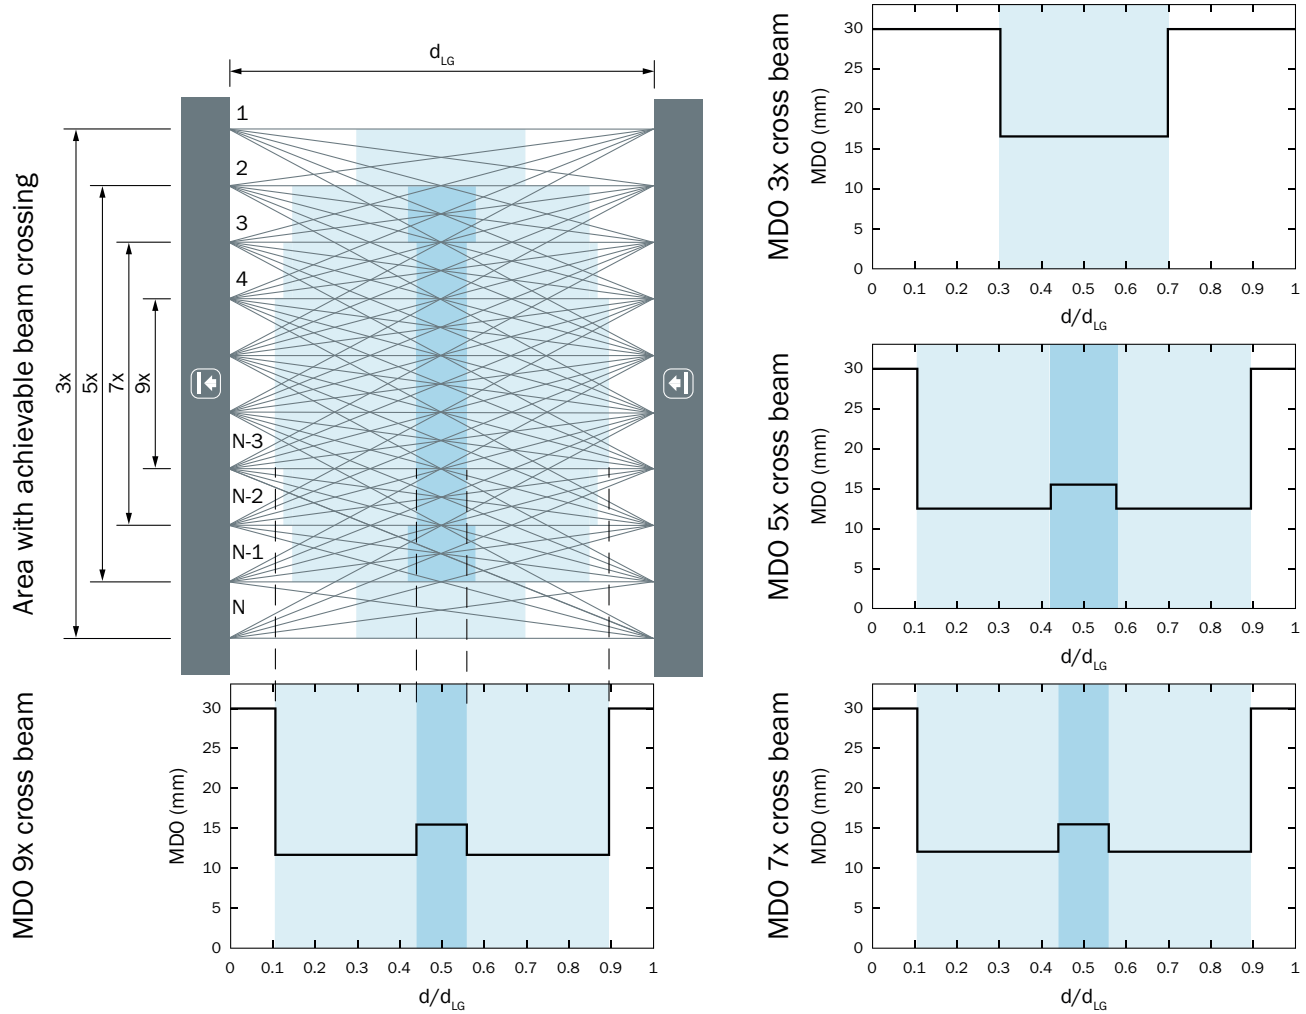 d_LG
Area with achievable beam crossing
3x
5x
7x
9x
1
2
3
4
N-3
N-2
N-1
N
MDO 3x cross beam
MDO (mm)
30
25
20
15
10
5
0
0 0.1 0.2 0.3 0.4 0.5 0.6 0.7 0.8 0.9 1
d/d_LG
MDO 5x cross beam
MDO (mm)
30
25
20
15
10
5
0
0 0.1 0.2 0.3 0.4 0.5 0.6 0.7 0.8 0.9 1
d/d_LG
MDO 9x cross beam
MDO (mm)
30
25
20
15
10
5
0
0 0.1 0.2 0.3 0.4 0.5 0.6 0.7 0.8 0.9 1
d/d_LG
MDO 7x cross beam
MDO (mm)
30
25
20
15
10
5
0
0 0.1 0.2 0.3 0.4 0.5 0.6 0.7 0.8 0.9 1
d/d_LG